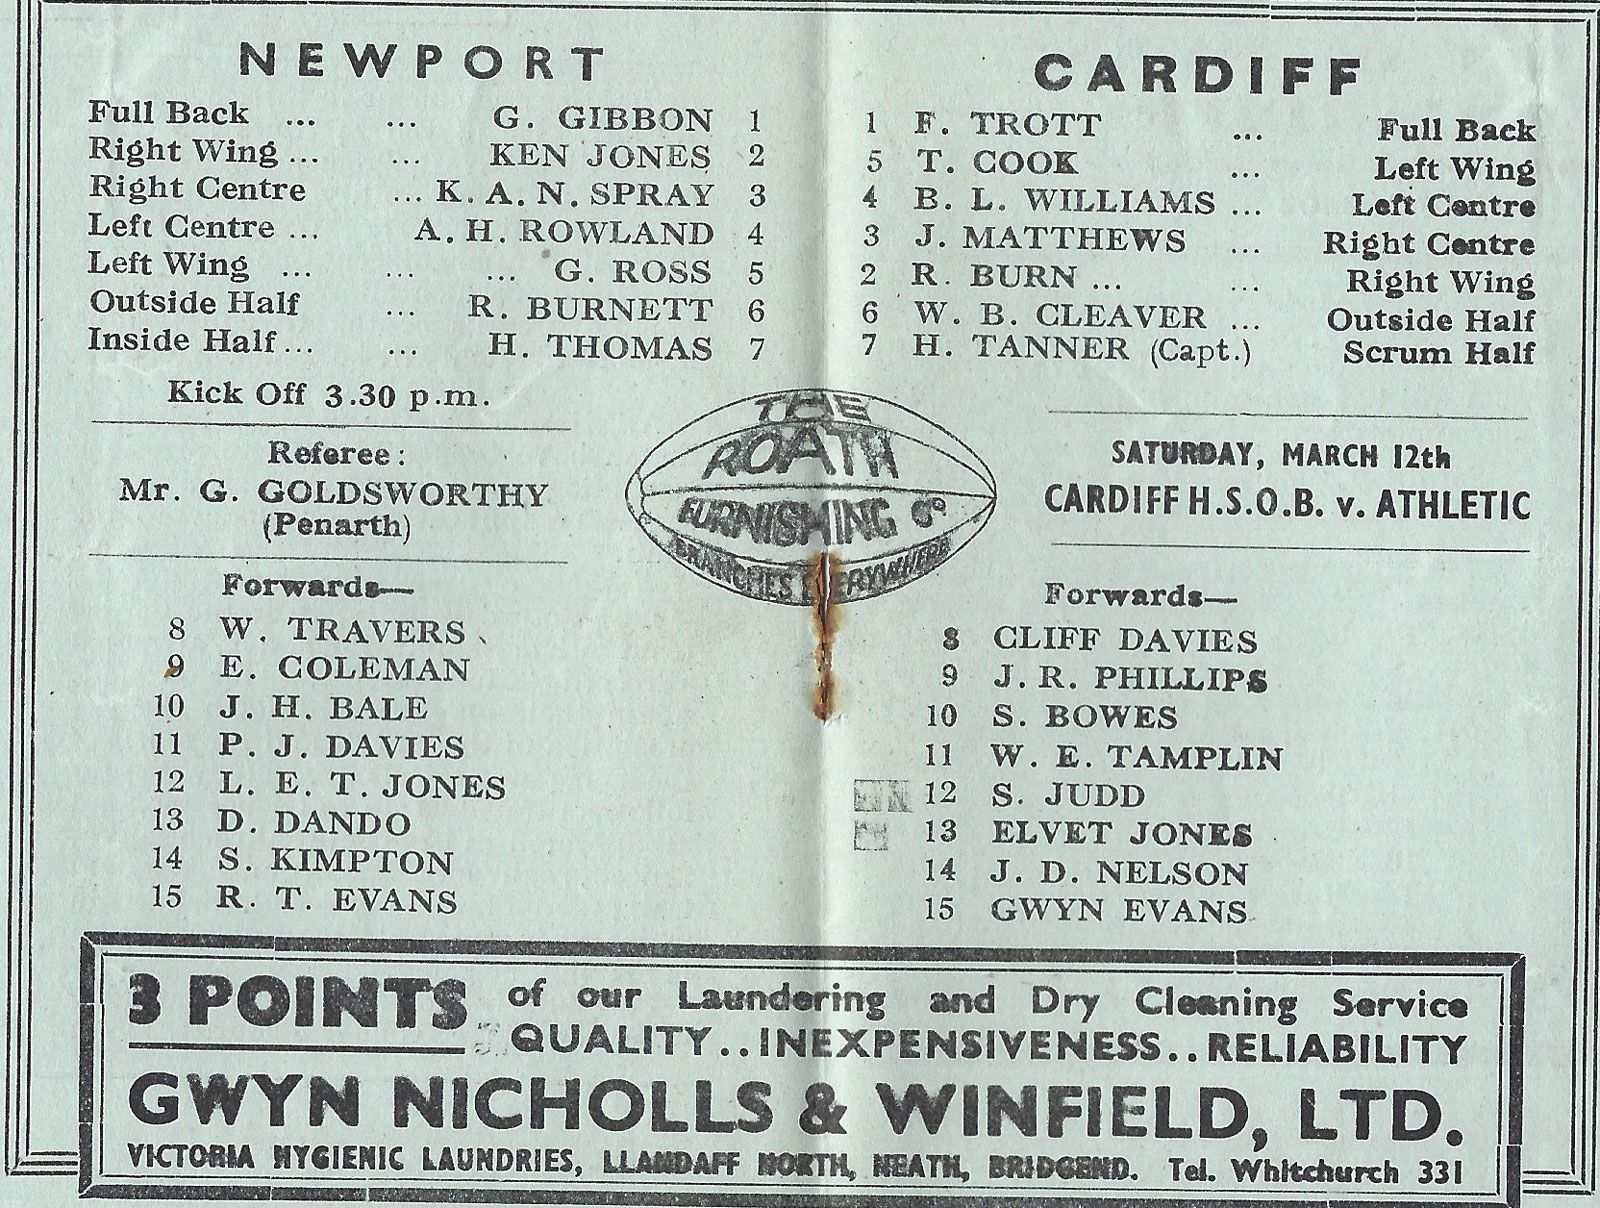 NEWPORT
Full Back ... ... G. GIBBON 1
Right Wing ... ... KEN JONES 2
Right Centre ... K. A. N. SPRAY 3
Left Centre ... A. H. ROWLAND 4
Left Wing ... ... ... G. ROSS 5
Outside Half ... R. BURNETT 6
Inside Half ... ... H. THOMAS 7
Kick Off 3.30 p.m.
Referee:
Mr. G. GOLDSWORTHY
(Penarth)
Forwards—
8 W. TRAVERS
9 E. COLEMAN
10 J. H. BALE
11 P. J. DAVIES
12 L. E. T. JONES
13 D. DANDO
14 S. KIMPTON
15 R. T. EVANS
THE
ROATH
FURNISHING Co
BRANCHES EVERYWHERE
CARDIFF
1 F. TROTT ... Full Back
5 T. COOK ... Left Wing
4 B. L. WILLIAMS ... Left Centre
3 J. MATTHEWS ... Right Centre
2 R. BURN ... ... Right Wing
6 W. B. CLEAVER ... Outside Half
7 H. TANNER (Capt.) Scrum Half
SATURDAY, MARCH 12th
CARDIFF H.S.O.B. v. ATHLETIC
Forwards—
8 CLIFF DAVIES
9 J. R. PHILLIPS
10 S. BOWES
11 W. E. TAMPLIN
12 S. JUDD
13 ELVET JONES
14 J. D. NELSON
15 GWYN EVANS
3 POINTS of our Laundering and Dry Cleaning Service
QUALITY..INEXPENSIVENESS..RELIABILITY
GWYN NICHOLLS & WINFIELD, LTD.
VICTORIA HYGIENIC LAUNDRIES, LLANDAFF NORTH, NEATH, BRIDGEND. Tel. Whitchurch 331